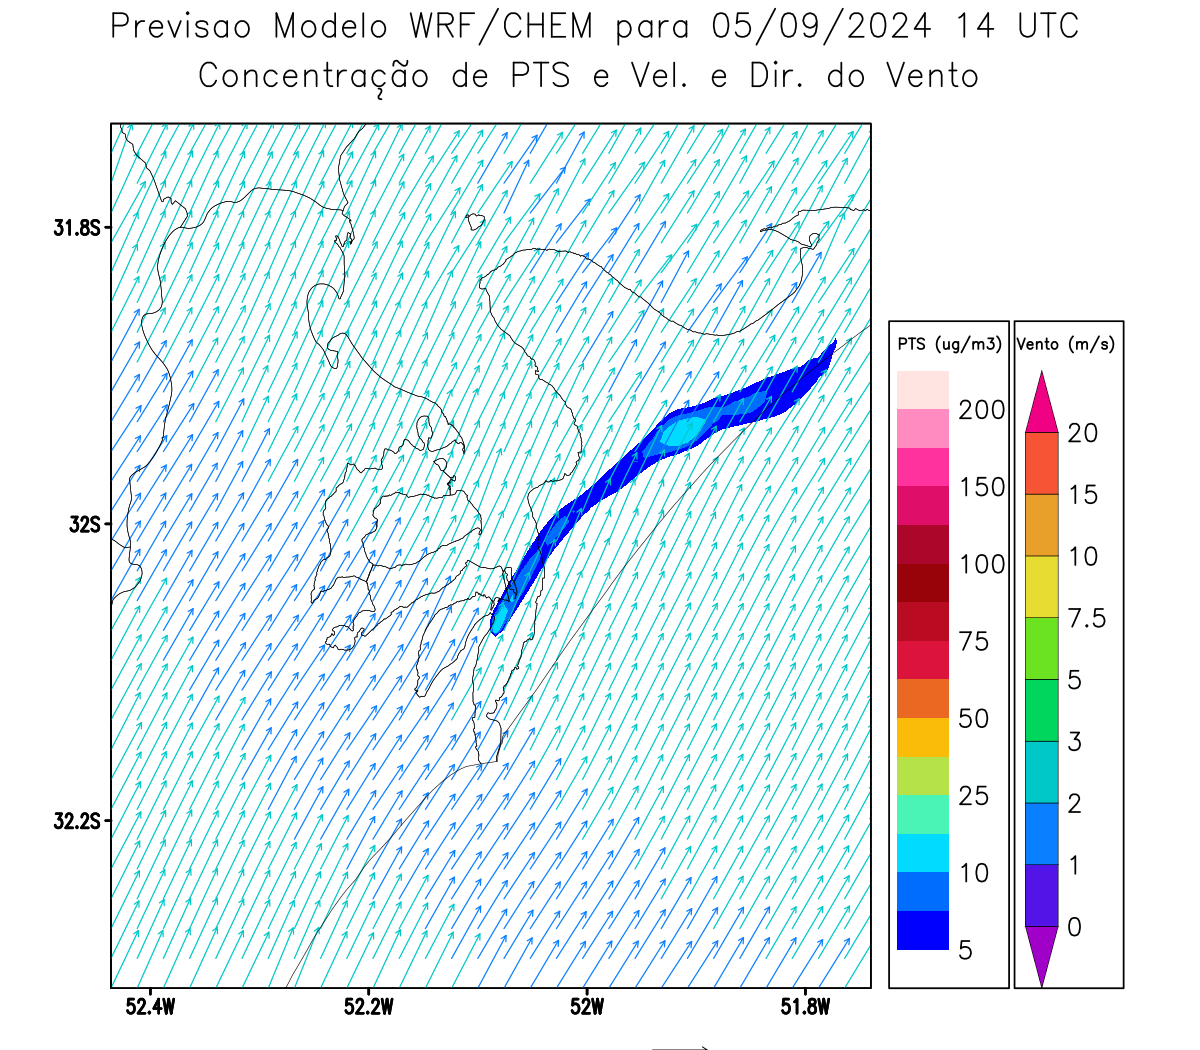 Previsao Modelo WRF/CHEM para 05/09/2024 14 UTC
Concentração de PTS e Vel. e Dir. do Vento
31.8S
32S
32.2S
52.4W 52.2W 52W 51.8W
PTS (ug/m3)
200
150
100
75
50
25
10
5
Vento (m/s)
20
15
10
7.5
5
3
2
1
0